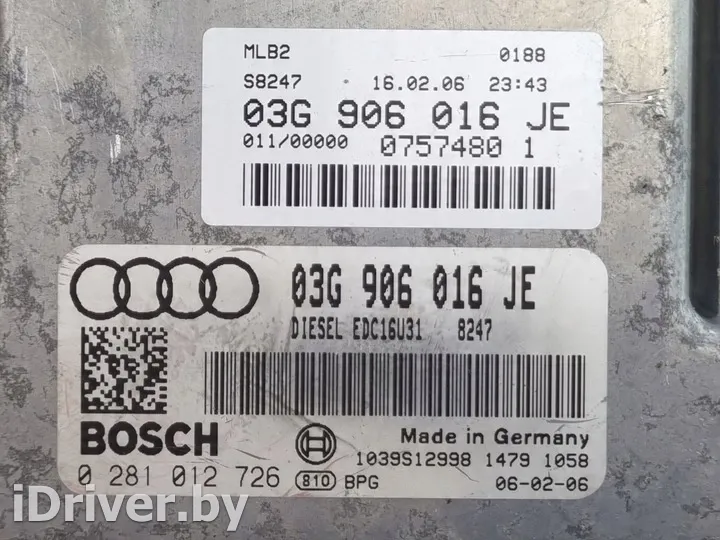 MLB2 0188
S8247 16.02.06 23:43
03G 906 016 JE
011/00000 0757480 1
03G 906 016 JE
DIESEL EDC16U31 8247
BOSCH
Made in Germany
1039S12998 1479 1058
0 281 012 726 810 BPG 06-02-06
iDriver.by